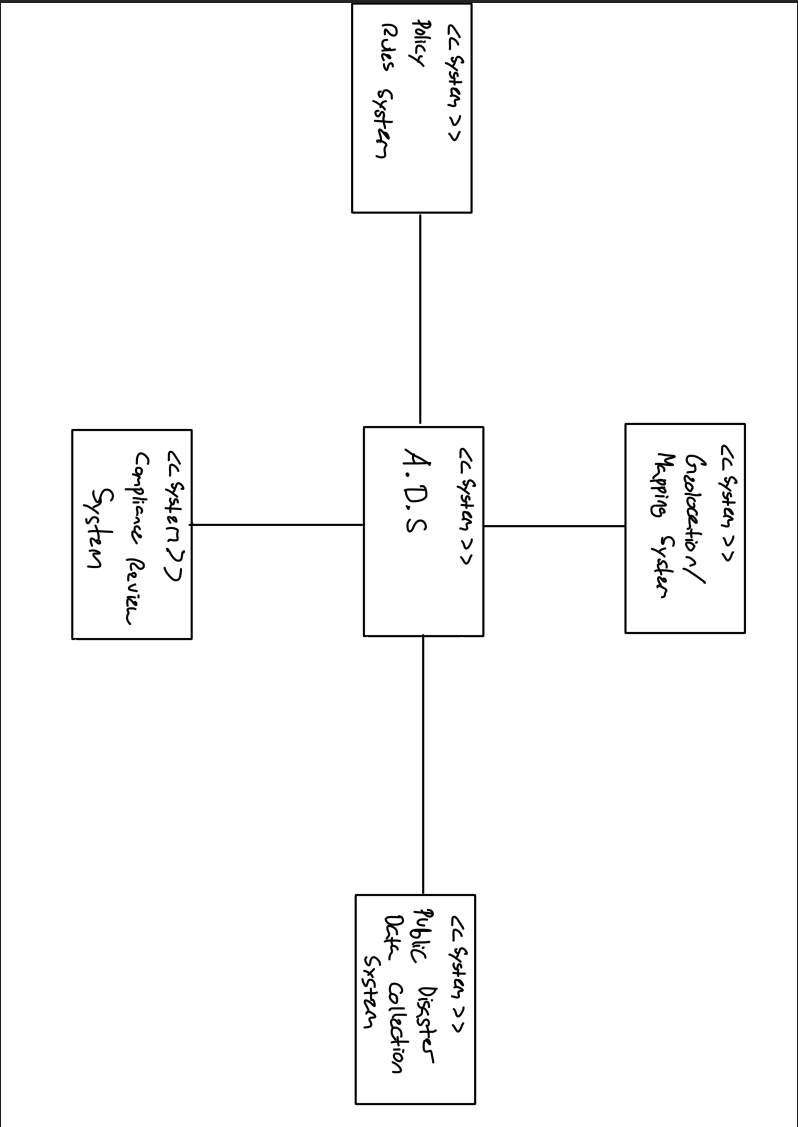 << System >>
Geolocation/
Mapping System
<< System >>
Policy
Rules System
<< System >>
A.D.S
<< System >>
Public Disaster
Data Collection
System
<< System >>
Compliance Review
System